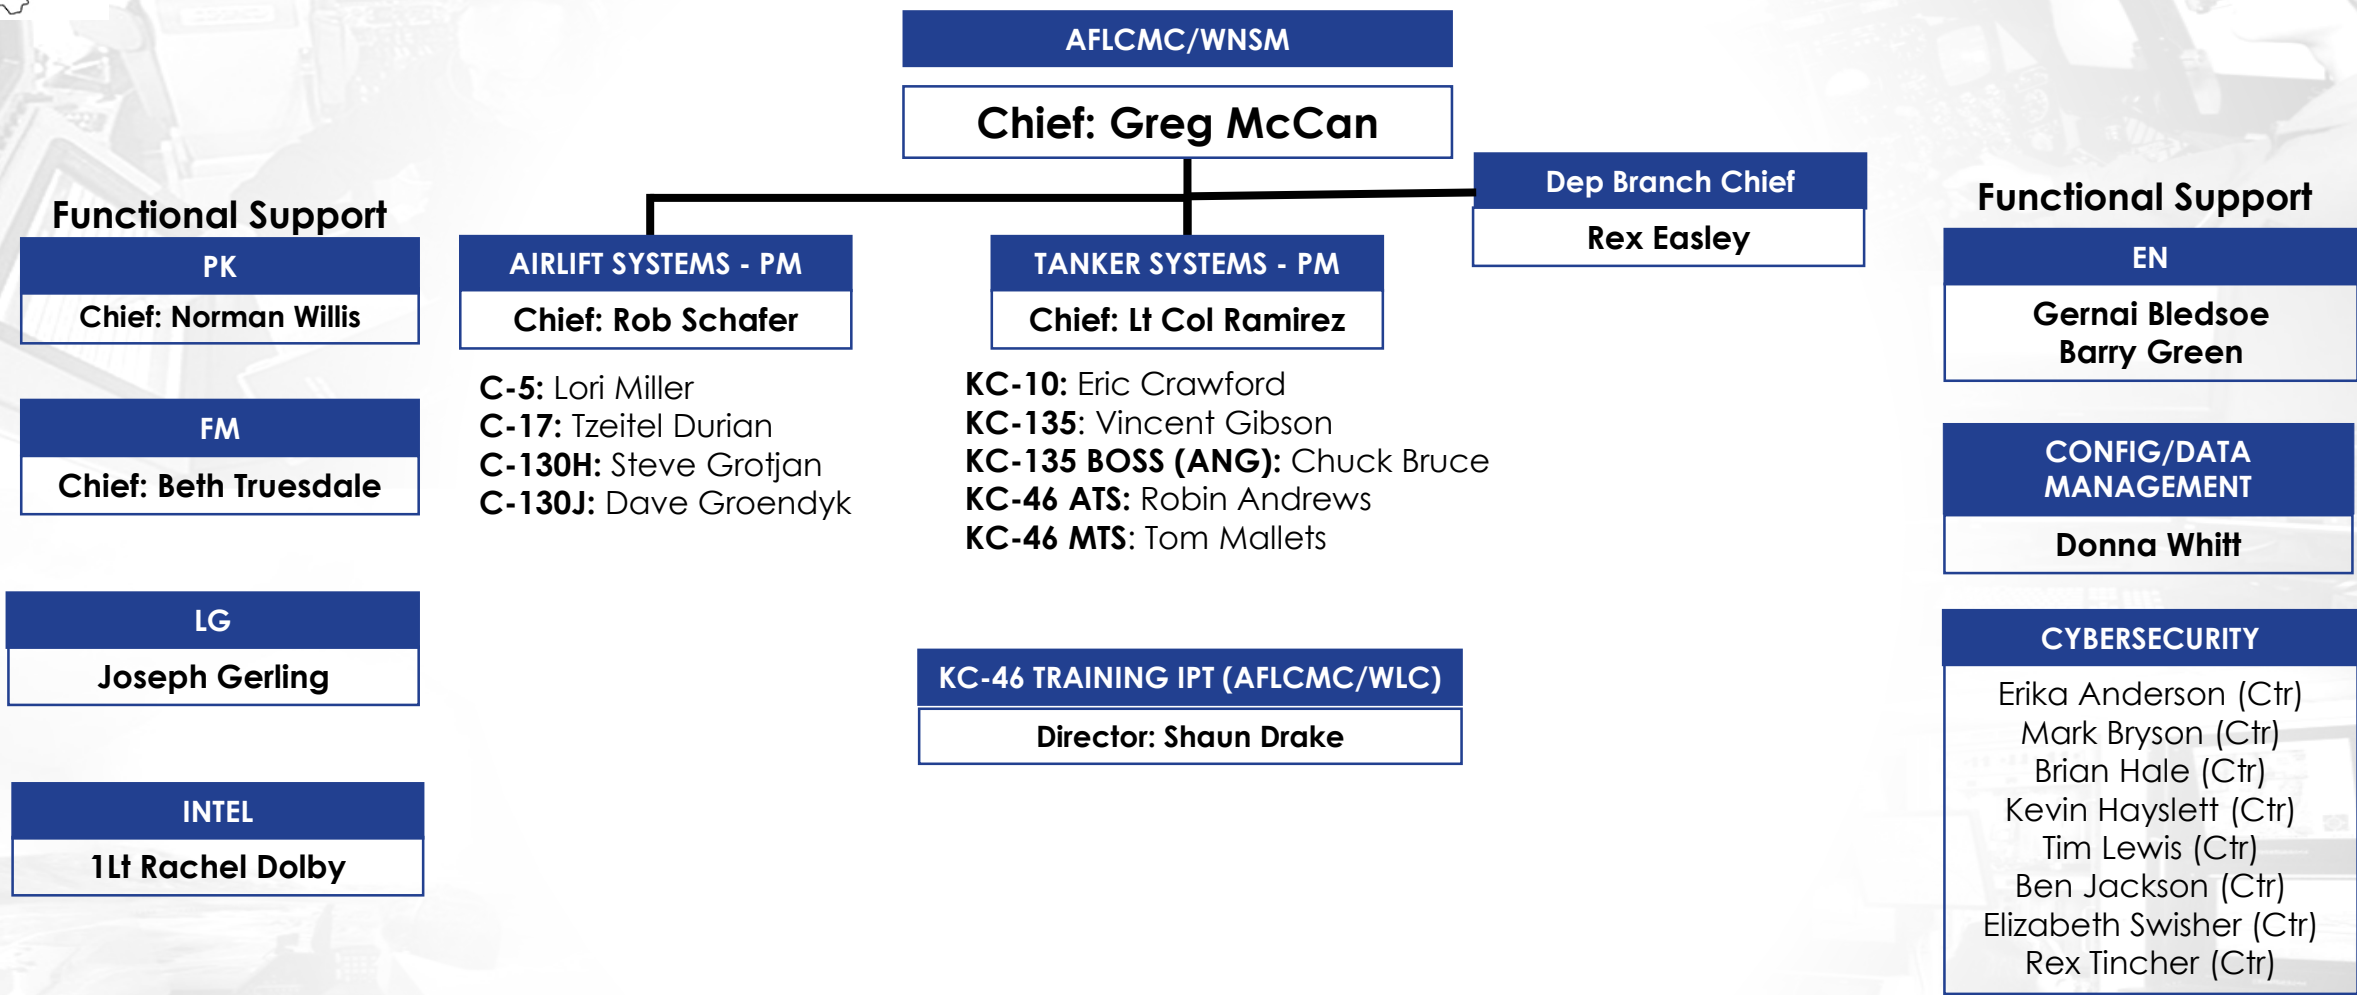 AFLCMC/WNSM
Chief: Greg McCan
Dep Branch Chief
Rex Easley
Functional Support
PK
Chief: Norman Willis
FM
Chief: Beth Truesdale
LG
Joseph Gerling
INTEL
1Lt Rachel Dolby
AIRLIFT SYSTEMS - PM
Chief: Rob Schafer
C-5: Lori Miller
C-17: Tzeitel Durian
C-130H: Steve Grotjan
C-130J: Dave Groendyk
TANKER SYSTEMS - PM
Chief: Lt Col Ramirez
KC-10: Eric Crawford
KC-135: Vincent Gibson
KC-135 BOSS (ANG): Chuck Bruce
KC-46 ATS: Robin Andrews
KC-46 MTS: Tom Mallets
KC-46 TRAINING IPT (AFLCMC/WLC)
Director: Shaun Drake
Functional Support
EN
Gernai Bledsoe
Barry Green
CONFIG/DATA
MANAGEMENT
Donna Whitt
CYBERSECURITY
Erika Anderson (Ctr)
Mark Bryson (Ctr)
Brian Hale (Ctr)
Kevin Hayslett (Ctr)
Tim Lewis (Ctr)
Ben Jackson (Ctr)
Elizabeth Swisher (Ctr)
Rex Tincher (Ctr)